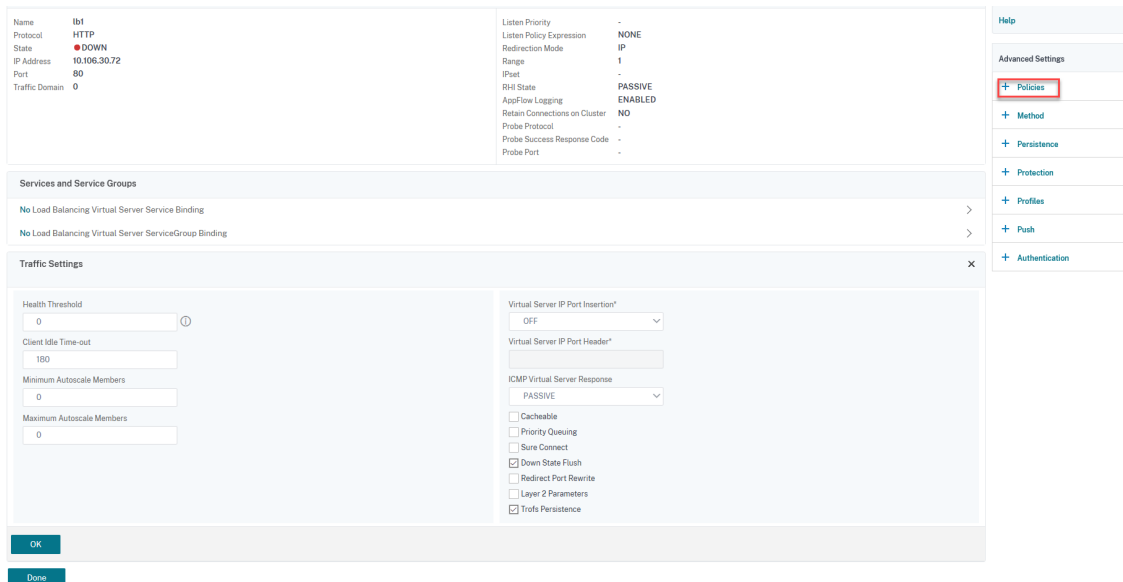 Name lb1
Protocol HTTP
State DOWN
IP Address 10.106.30.72
Port 80
Traffic Domain 0
Listen Priority -
Listen Policy Expression NONE
Redirection Mode IP
Range 1
IPset -
RHI State PASSIVE
AppFlow Logging ENABLED
Retain Connections on Cluster NO
Probe Protocol -
Probe Success Response Code -
Probe Port -
Services and Service Groups
No Load Balancing Virtual Server Service Binding
No Load Balancing Virtual Server ServiceGroup Binding
Traffic Settings
Health Threshold
0
Client Idle Time-out
180
Minimum Autoscale Members
0
Maximum Autoscale Members
0
Virtual Server IP Port Insertion*
OFF
Virtual Server IP Port Header*
ICMP Virtual Server Response
PASSIVE
Cacheable
Priority Queuing
Sure Connect
Down State Flush
Redirect Port Rewrite
Layer 2 Parameters
Trofs Persistence
OK
Done
Help
Advanced Settings
+ Policies
+ Method
+ Persistence
+ Protection
+ Profiles
+ Push
+ Authentication